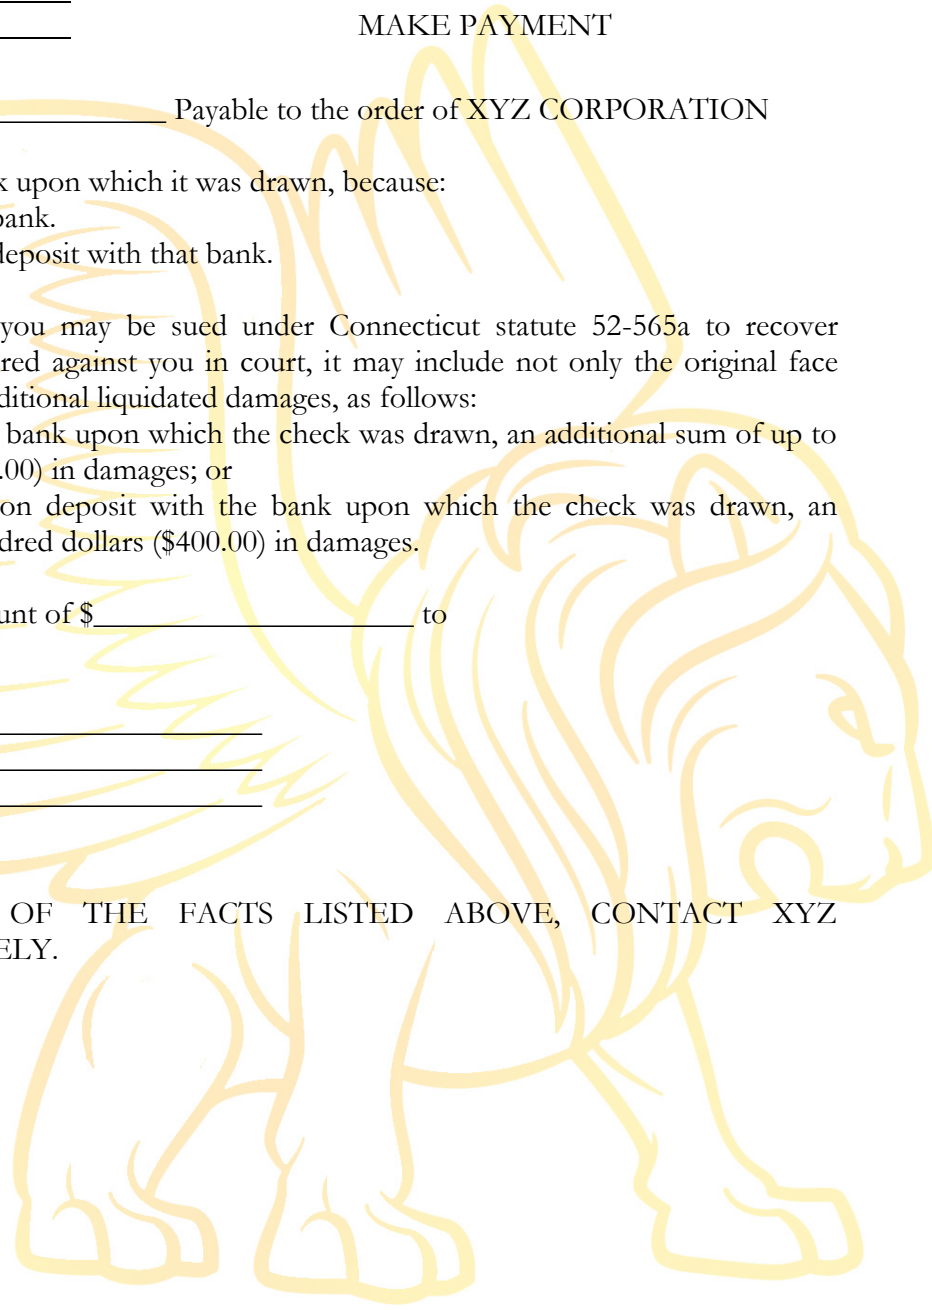 MAKE PAYMENT
Payable to the order of XYZ CORPORATION
upon which it was drawn, because:
bank.
deposit with that bank.
you may be sued under Connecticut statute 52-565a to recover
red against you in court, it may include not only the original face
ditional liquidated damages, as follows:
bank upon which the check was drawn, an additional sum of up to
.00) in damages; or
on deposit with the bank upon which the check was drawn, an
dred dollars ($400.00) in damages.
unt of $____________________ to
OF THE FACTS LISTED ABOVE, CONTACT XYZ
ELY.